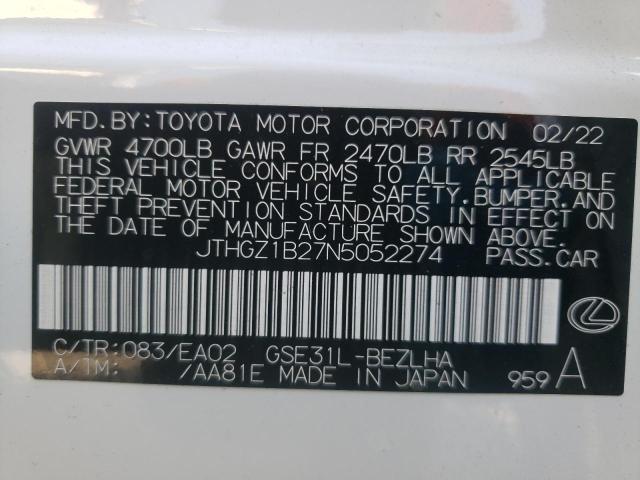 MFD.BY:TOYOTA MOTOR CORPORATION 02/22
GVWR 4700LB GAWR FR 2470LB RR 2545LB
THIS VEHICLE CONFORMS TO ALL APPLICABLE
FEDERAL MOTOR VEHICLE SAFETY.BUMPER.AND
THEFT PREVENTION STANDARDS IN EFFECT ON
THE DATE OF MANUFACTURE SHOWN ABOVE.
JTHGZ1B27N5052274 PASS.CAR
C/TR:083/EA02 GSE31L-BEZLHA
A/TM: /AA81E MADE IN JAPAN 959 A